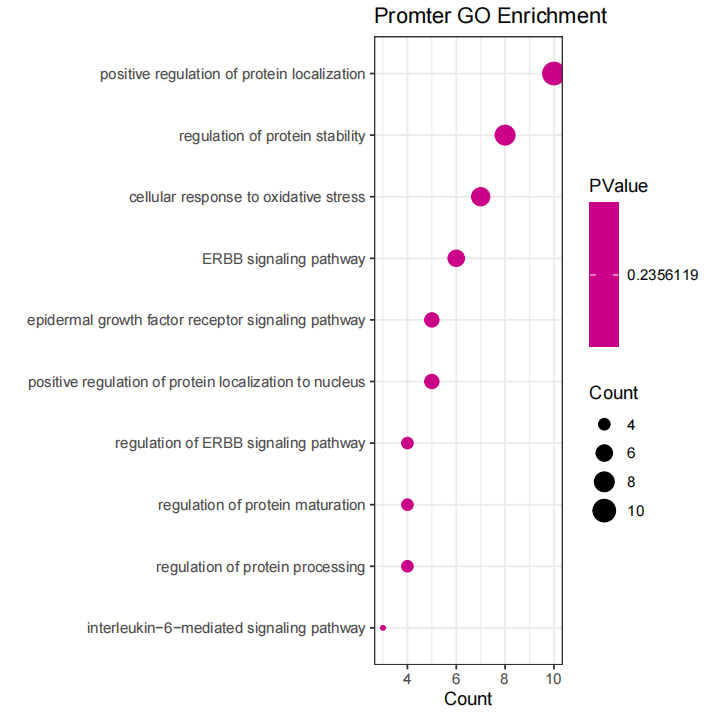 Promter GO Enrichment
positive regulation of protein localization
regulation of protein stability
cellular response to oxidative stress
ERBB signaling pathway
epidermal growth factor receptor signaling pathway
positive regulation of protein localization to nucleus
regulation of ERBB signaling pathway
regulation of protein maturation
regulation of protein processing
interleukin−6−mediated signaling pathway
4 6 8 10
Count
PValue
0.2356119
Count
4
6
8
10